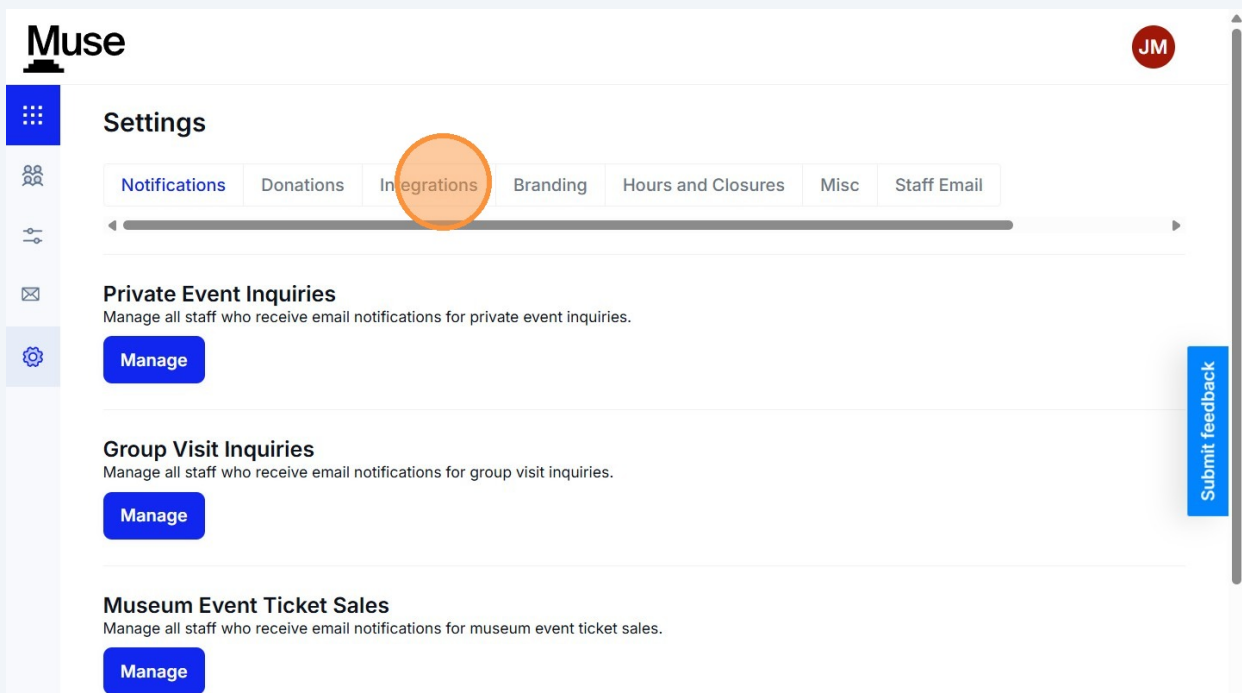 Muse
JM
Settings
Notifications Donations Integrations Branding Hours and Closures Misc Staff Email
Private Event Inquiries
Manage all staff who receive email notifications for private event inquiries.
Manage
Group Visit Inquiries
Manage all staff who receive email notifications for group visit inquiries.
Manage
Submit feedback
Museum Event Ticket Sales
Manage all staff who receive email notifications for museum event ticket sales.
Manage